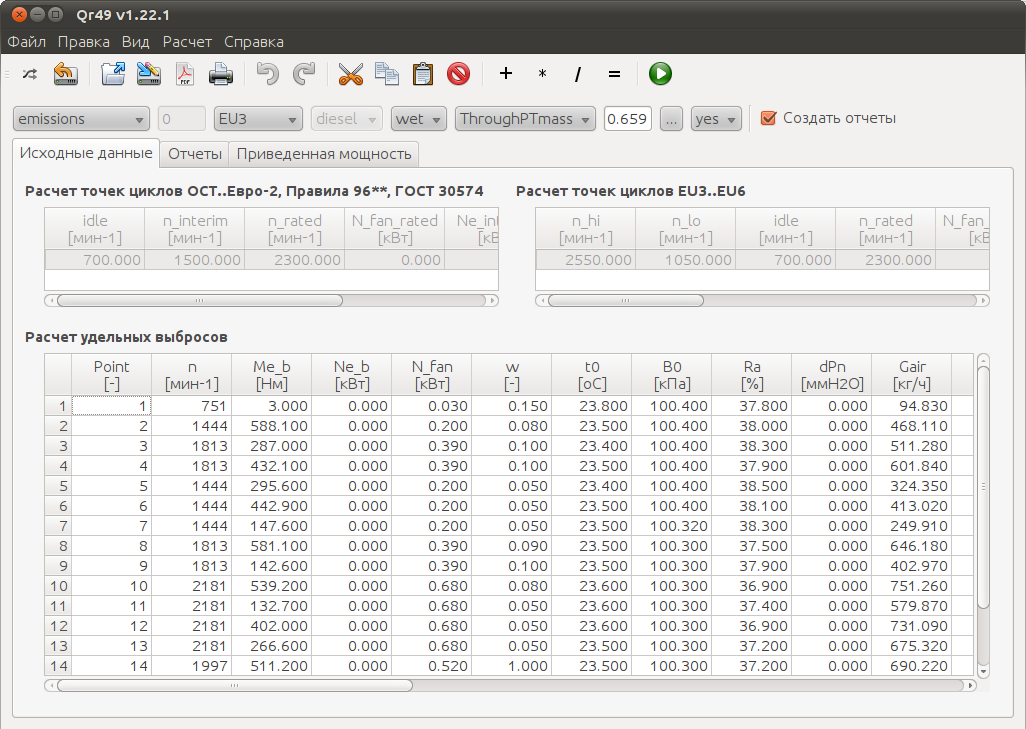 Qr49 v1.22.1
Файл Правка Вид Расчет Справка
PDF + * / =
emissions 0 EU3 diesel wet ThroughPTmass 0.659 ... yes Создать отчеты
Исходные данные Отчеты Приведенная мощность
Расчет точек циклов ОСТ..Евро-2, Правила 96**, ГОСТ 30574 Расчет точек циклов EU3..EU6
idle n_interim n_rated N_fan_rated Ne_int n_hi n_lo idle n_rated N_fan_
[мин-1] [мин-1] [мин-1] [кВт] [кВ [мин-1] [мин-1] [мин-1] [мин-1] [кВ
700.000 1500.000 2300.000 0.000 2550.000 1050.000 700.000 2300.000
Расчет удельных выбросов
Point n Me_b Ne_b N_fan w t0 B0 Ra dPn Gair
[-] [мин-1] [Нм] [кВт] [кВт] [-] [оС] [кПа] [%] [ммH2O] [кг/ч]
1 1 751 3.000 0.000 0.030 0.150 23.800 100.400 37.800 0.000 94.830
2 2 1444 588.100 0.000 0.200 0.080 23.500 100.400 38.000 0.000 468.110
3 3 1813 287.000 0.000 0.390 0.100 23.400 100.400 38.300 0.000 511.280
4 4 1813 432.100 0.000 0.390 0.100 23.500 100.400 37.900 0.000 601.840
5 5 1444 295.600 0.000 0.200 0.050 23.400 100.400 38.500 0.000 324.350
6 6 1444 442.900 0.000 0.200 0.050 23.500 100.400 38.100 0.000 413.020
7 7 1444 147.600 0.000 0.200 0.050 23.500 100.320 38.300 0.000 249.910
8 8 1813 581.100 0.000 0.390 0.090 23.500 100.300 37.500 0.000 646.180
9 9 1813 142.600 0.000 0.390 0.100 23.500 100.300 37.900 0.000 402.970
10 10 2181 539.200 0.000 0.680 0.080 23.600 100.300 36.900 0.000 751.260
11 11 2181 132.700 0.000 0.680 0.050 23.600 100.300 37.400 0.000 579.870
12 12 2181 402.000 0.000 0.680 0.050 23.600 100.300 36.900 0.000 731.090
13 13 2181 266.600 0.000 0.680 0.050 23.500 100.300 37.200 0.000 675.320
14 14 1997 511.200 0.000 0.520 1.000 23.500 100.300 37.200 0.000 690.220